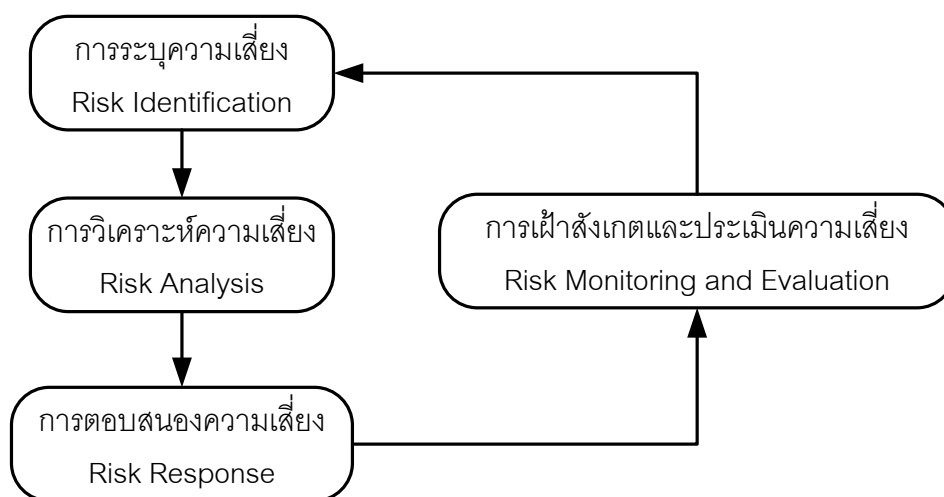 การระบุความเสี่ยง
Risk Identification
การวิเคราะห์ความเสี่ยง
Risk Analysis
การตอบสนองความเสี่ยง
Risk Response
การเฝ้าสังเกตและประเมินความเสี่ยง
Risk Monitoring and Evaluation